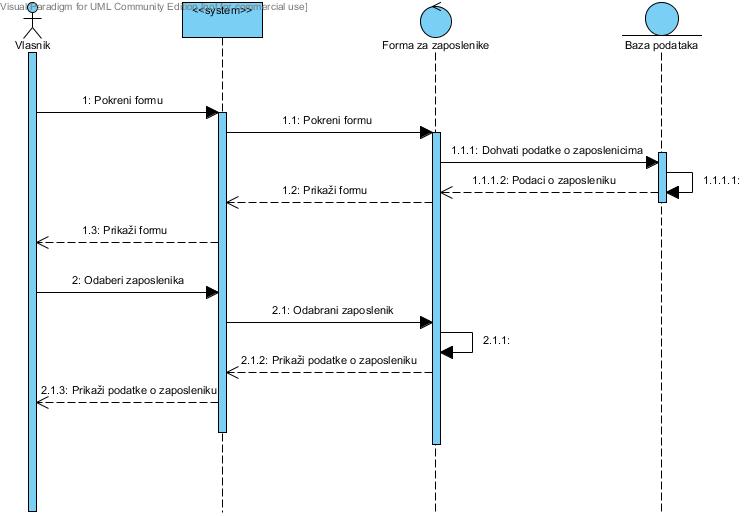 Visual Paradigm for UML Community Edition [not for commercial use]
<<system>>
Vlasnik
Forma za zaposlenike
Baza podataka
1: Pokreni formu
1.1: Pokreni formu
1.1.1: Dohvati podatke o zaposlenicima
1.1.1.1:
1.1.1.2: Podaci o zaposleniku
1.2: Prikaži formu
1.3: Prikaži formu
2: Odaberi zaposlenika
2.1: Odabrani zaposlenik
2.1.1:
2.1.2: Prikaži podatke o zaposleniku
2.1.3: Prikaži podatke o zaposleniku